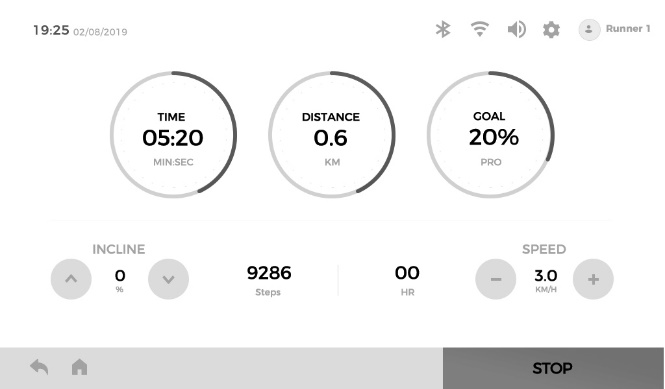 19:25 02/08/2019
Runner 1
TIME
05:20
MIN:SEC
DISTANCE
0.6
KM
GOAL
20%
PRO
INCLINE
0
%
9286
Steps
00
HR
SPEED
3.0
KM/H
STOP